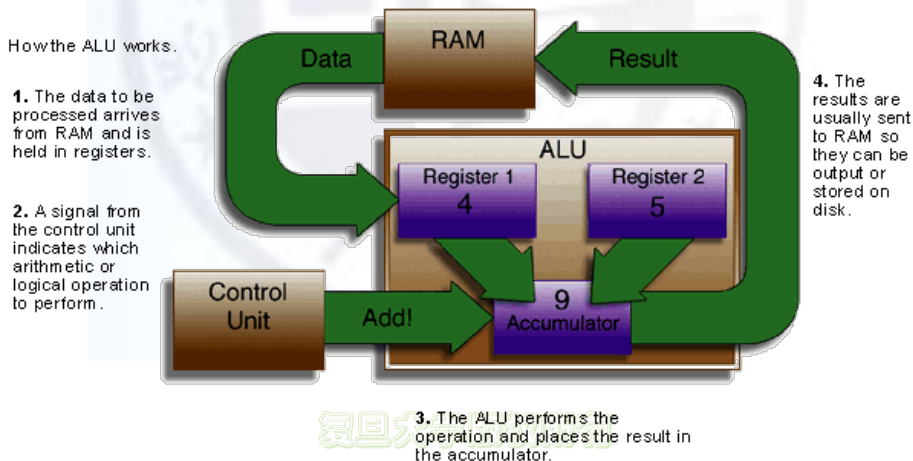 How the ALU works.
1. The data to be
processed arrives
from RAM and is
held in registers.
2. A signal from
the control unit
indicates which
arithmetic or
logical operation
to perform.
Data
RAM
Result
ALU
Register 1
4
Register 2
5
Control
Unit
Add!
9
Accumulator
4. The
results are
usually sent
to RAM so
they can be
output or
stored on
disk.
3. The ALU performs the
operation and places the result in
the accumulator.
复旦大学